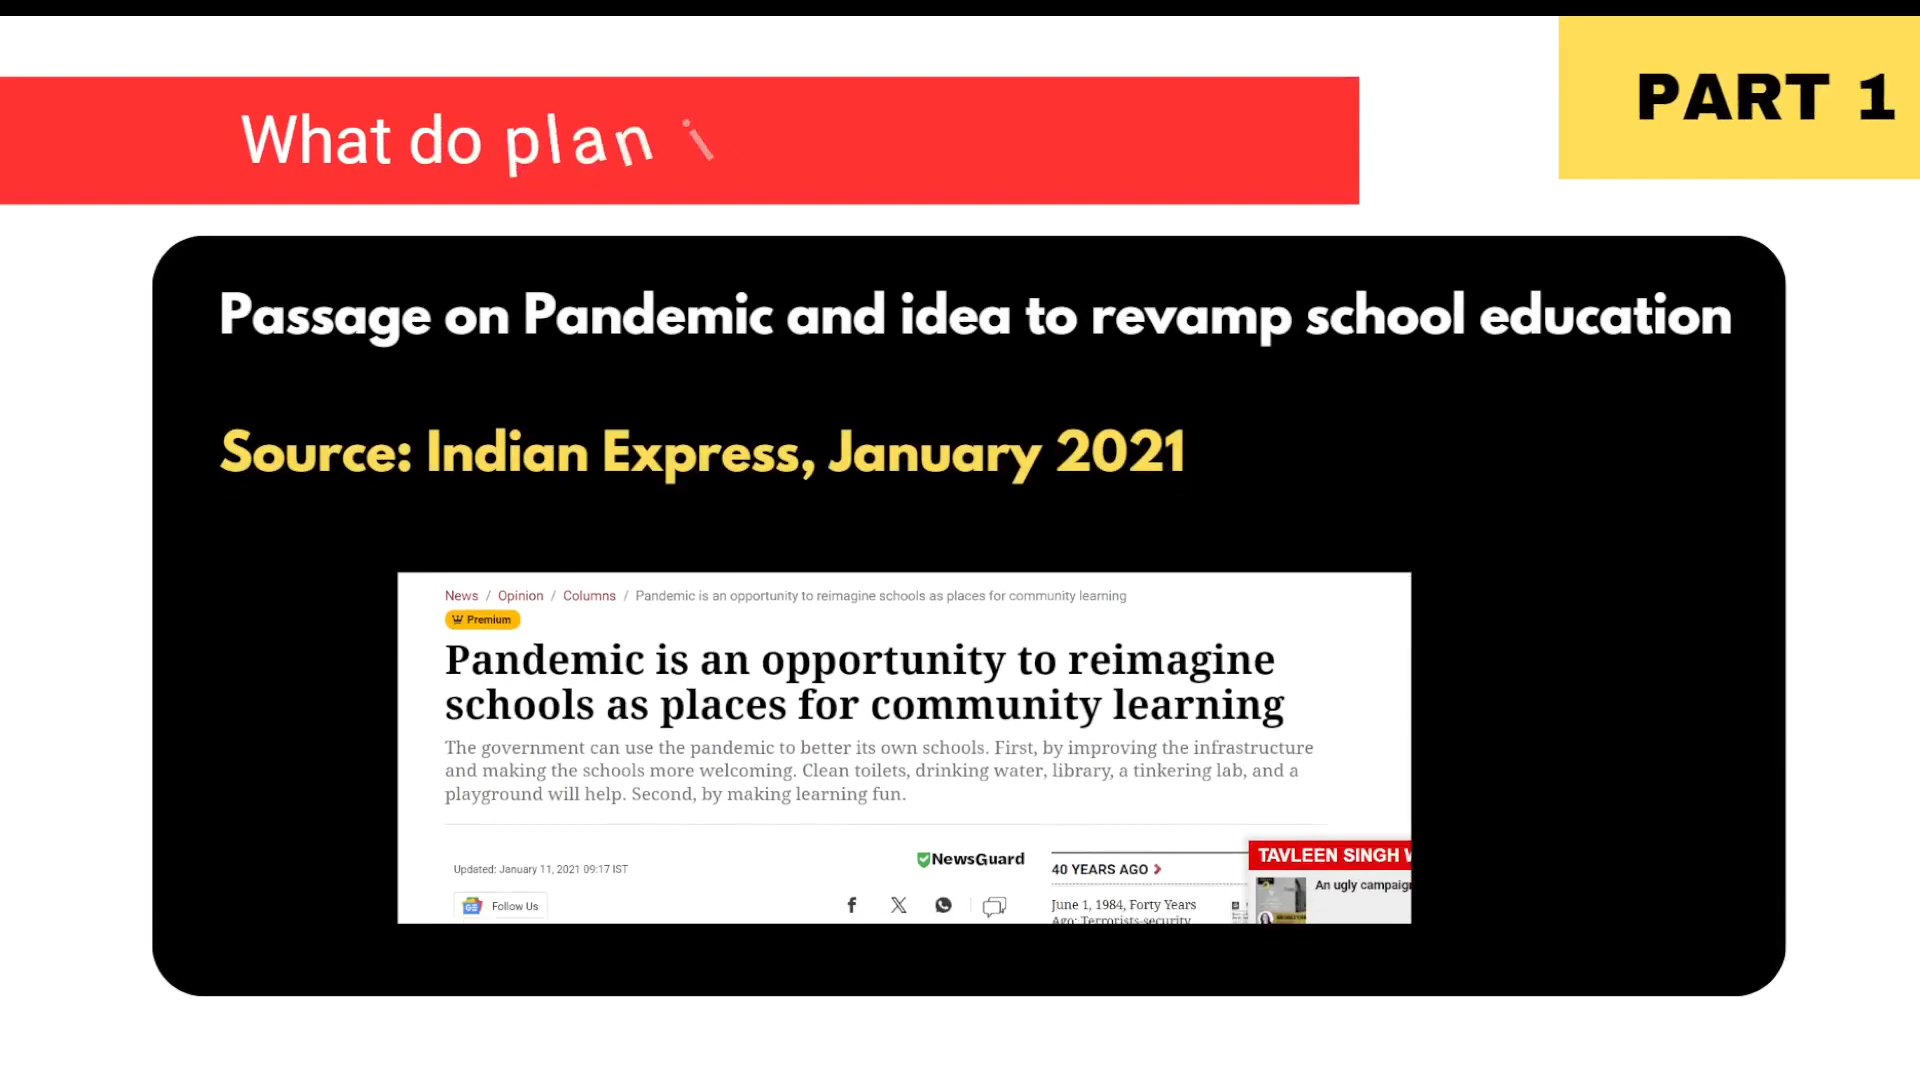 PART 1
What do plan i
Passage on Pandemic and idea to revamp school education
Source: Indian Express, January 2021
News / Opinion / Columns / Pandemic is an opportunity to reimagine schools as places for community learning
Premium
Pandemic is an opportunity to reimagine
schools as places for community learning
The government can use the pandemic to better its own schools. First, by improving the infrastructure
and making the schools more welcoming. Clean toilets, drinking water, library, a tinkering lab, and a
playground will help. Second, by making learning fun.
Updated: January 11, 2021 09:17 IST
NewsGuard
Follow Us
40 YEARS AGO
June 1, 1984, Forty Years
Ago: Terrorists-security
TAVLEEN SINGH
An ugly campaign